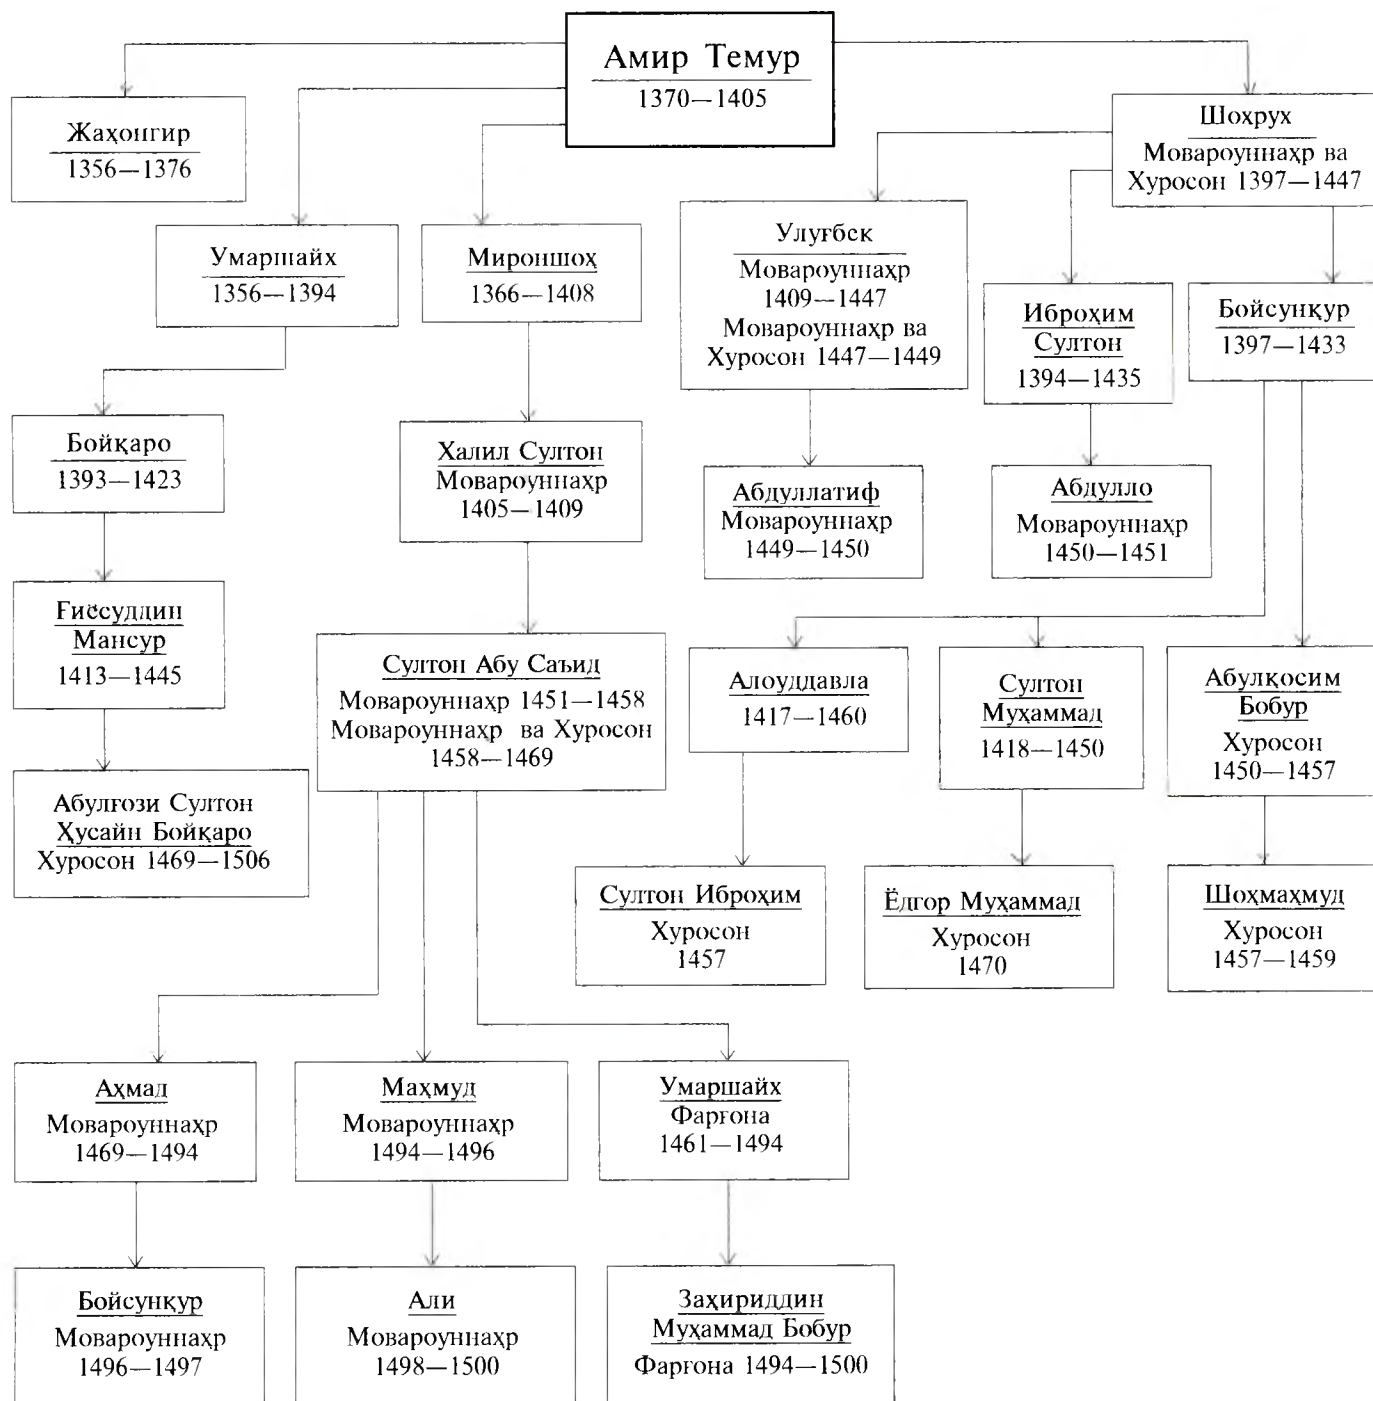 Амир Темур
1370—1405
Жаҳонгир
1356—1376
Шоҳрух
Мовароуннаҳр ва
Хуросон 1397—1447
Умаршайх
1356—1394
Мироншоҳ
1366—1408
Улуғбек
Мовароуннаҳр
1409—1447
Мовароуннаҳр ва
Хуросон 1447—1449
Иброҳим
Султон
1394—1435
Бойсунқур
1397—1433
Бойқаро
1393—1423
Халил Султон
Мовароуннаҳр
1405—1409
Абдуллатиф
Мовароуннаҳр
1449—1450
Абдулло
Мовароуннаҳр
1450—1451
Ғиёсуддин
Мансур
1413—1445
Султон Абу Саъид
Мовароуннаҳр 1451—1458
Мовароуннаҳр ва Хуросон
1458—1469
Алоуддавла
1417—1460
Султон
Муҳаммад
1418—1450
Абулқосим
Бобур
Хуросон
1450—1457
Абулғози Султон
Ҳусайн Бойқаро
Хуросон 1469—1506
Султон Иброҳим
Хуросон
1457
Ёдгор Муҳаммад
Хуросон
1470
Шоҳмаҳмуд
Хуросон
1457—1459
Аҳмад
Мовароуннаҳр
1469—1494
Маҳмуд
Мовароуннаҳр
1494—1496
Умаршайх
Фарғона
1461—1494
Бойсунқур
Мовароуннаҳр
1496—1497
Али
Мовароуннаҳр
1498—1500
Заҳириддин
Муҳаммад Бобур
Фарғона 1494—1500